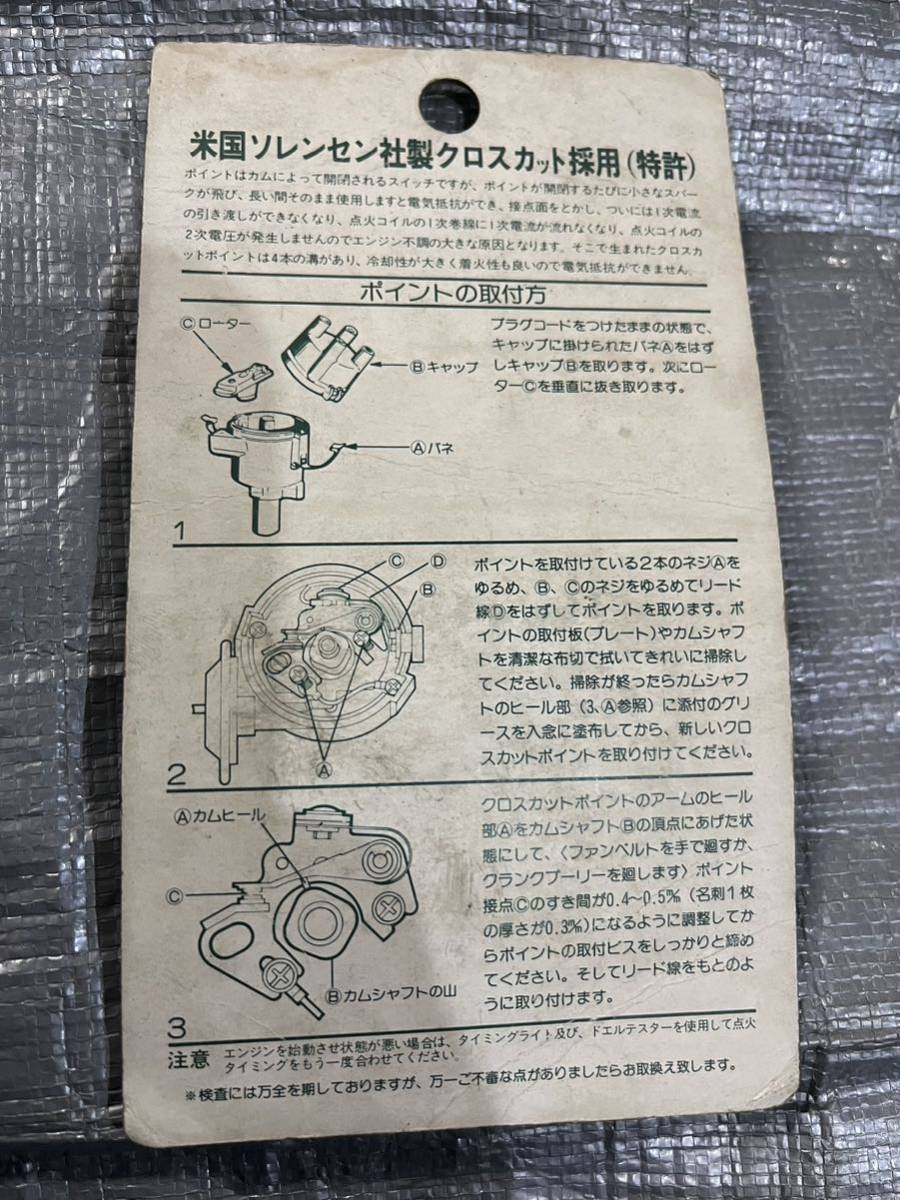 米国ソレンセン社製クロスカット採用(特許)
ポイントはカムによって開閉されるスイッチですが、ポイントが開閉するたびに小さなスパー
クが飛び、長い間そのまま使用しますと電気抵抗ができ、接点面をとかし、ついには1次電流
の引き渡しができなくなり、点火コイルの1次巻線に1次電流が流れなくなり、点火コイルの
2次電圧が発生しませんのでエンジン不調の大きな原因となります。そこで生まれたクロスカ
ットポイントは4本の溝があり、冷却性が大きく着火性も良いので電気抵抗ができません。
ポイントの取付方
Ⓒローター
Ⓑキャップ
Ⓐバネ
1
プラグコードをつけたままの状態で、
キャップに掛けられたバネⒶをはず
しキャップⒷを取ります。次にロー
ターⒸを垂直に抜き取ります。
Ⓒ
Ⓓ
Ⓑ
Ⓐ
2
ポイントを取付けている2本のネジⒶを
ゆるめ、Ⓑ、Ⓒのネジをゆるめてリード
線Ⓓをはずしてポイントを取ります。ポ
イントの取付板(プレート)やカムシャフ
トを清潔な布切で拭いてきれいに掃除し
てください。掃除が終ったらカムシャフ
トのヒール部(3、Ⓐ参照)に添付のグリ
ースを入念に塗布してから、新しいクロ
スカットポイントを取り付けてください。
Ⓐカムヒール
Ⓒ
Ⓑカムシャフトの山
3
クロスカットポイントのアームのヒール
部ⒶをカムシャフトⒷの頂点にあげた状
態にして、〈ファンベルトを手で廻すか、
クランクプーリーを廻します〉ポイント
接点Ⓒのすき間が0.4~0.5㎜(名刺1枚
の厚さが0.3㎜)になるように調整してか
らポイントの取付ビスをしっかりと締め
てください。そしてリード線をもとのよ
うに取り付けます。
注意 エンジンを始動させ状態が悪い場合は、タイミングライト及び、ドエルテスターを使用して点火
タイミングをもう一度合わせてください。
※検査には万全を期しておりますが、万一ご不審な点がありましたらお取換え致します。